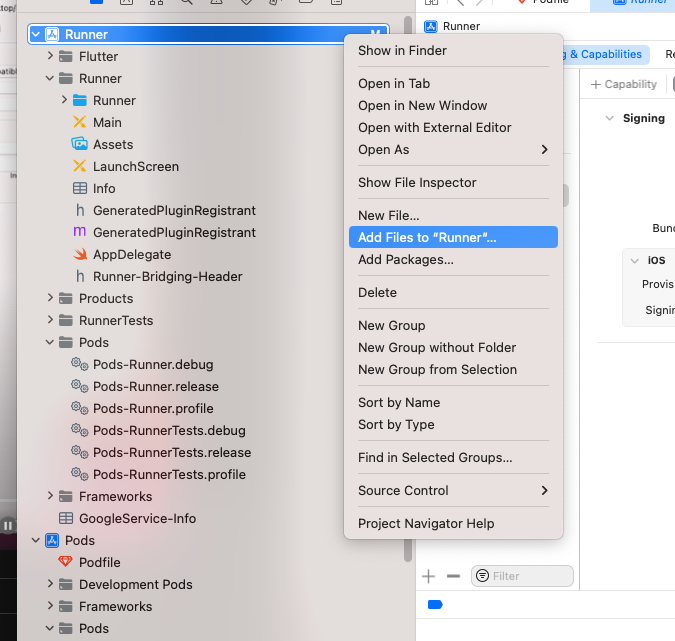 Podfile
Runner
Runner
M
Runner
Flutter
Runner
Runner
Main
Assets
LaunchScreen
Info
GeneratedPluginRegistrant
GeneratedPluginRegistrant
AppDelegate
Runner-Bridging-Header
Products
RunnerTests
Pods
Pods-Runner.debug
Pods-Runner.release
Pods-Runner.profile
Pods-RunnerTests.debug
Pods-RunnerTests.release
Pods-RunnerTests.profile
Frameworks
GoogleService-Info
Pods
Podfile
Development Pods
Frameworks
Pods
Show in Finder
Open in Tab
Open in New Window
Open with External Editor
Open As
Show File Inspector
New File...
Add Files to “Runner“...
Add Packages...
Delete
New Group
New Group without Folder
New Group from Selection
Sort by Name
Sort by Type
Find in Selected Groups...
Source Control
Project Navigator Help
Filter
g & Capabilities
Re
+ Capability
Signing
Bund
iOS
Provis
Signin